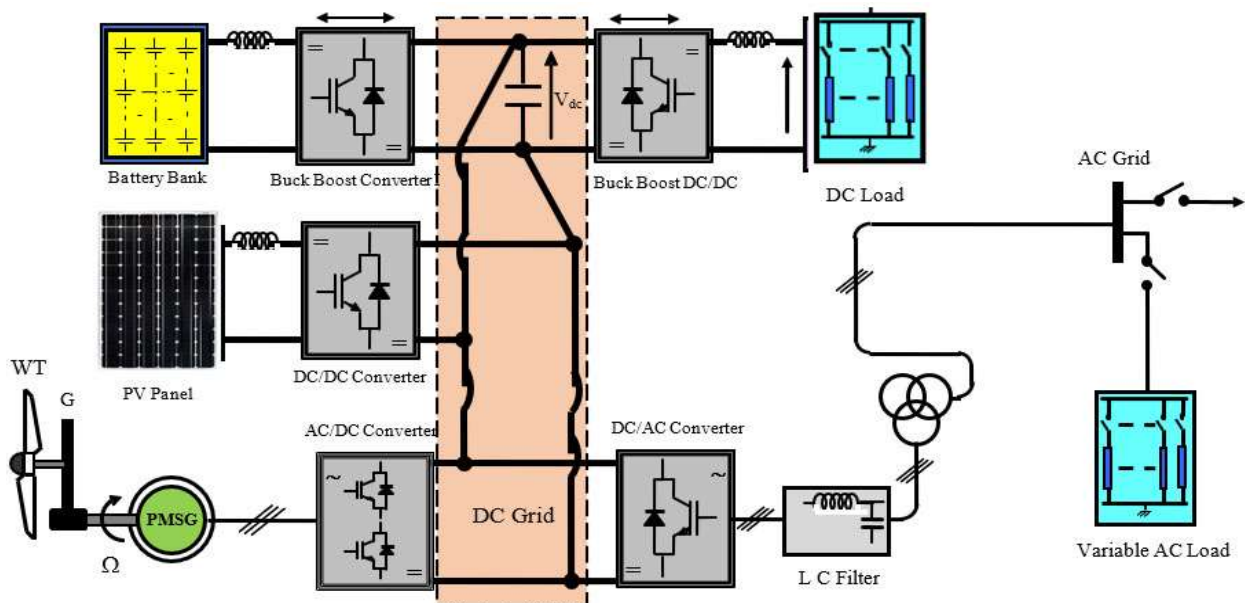 V dc
Battery Bank
Buck Boost Converter1
Buck Boost DC/DC
DC Load
AC Grid
WT
G
PV Panel
DC/DC Converter
AC/DC Converter
DC/AC Converter
~
~
PMSG
DC Grid
Ω
L C Filter
Variable AC Load